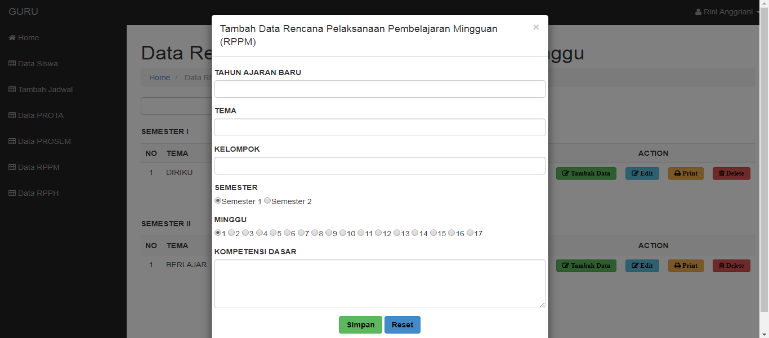 GURU
Rini Anggriani
Home
Data Siswa
Tambah Jadwal
Data PROTA
Data PROSEM
Data RPPM
Data RPPH
Data Re
ggu
Home / Data R
SEMESTER I
NO TEMA ACTION
1 DIRIKU Tambah Data Edit Print Delete
SEMESTER II
NO TEMA ACTION
1 BERLAJAR Tambah Data Edit Print Delete
Tambah Data Rencana Pelaksanaan Pembelajaran Mingguan
(RPPM)
×
TAHUN AJARAN BARU
TEMA
KELOMPOK
SEMESTER
Semester 1 Semester 2
MINGGU
1 2 3 4 5 6 7 8 9 10 11 12 13 14 15 16 17
KOMPETENSI DASAR
Simpan Reset